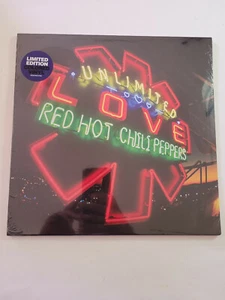 LIMITED
EDITION
UNLIMITED
LOVE
RED HOT CHILI PEPPERS